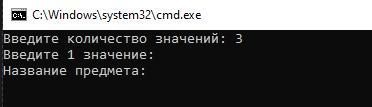 C:\Windows\system32\cmd.exe
Введите количество значений: 3
Введите 1 значение:
Название предмета: